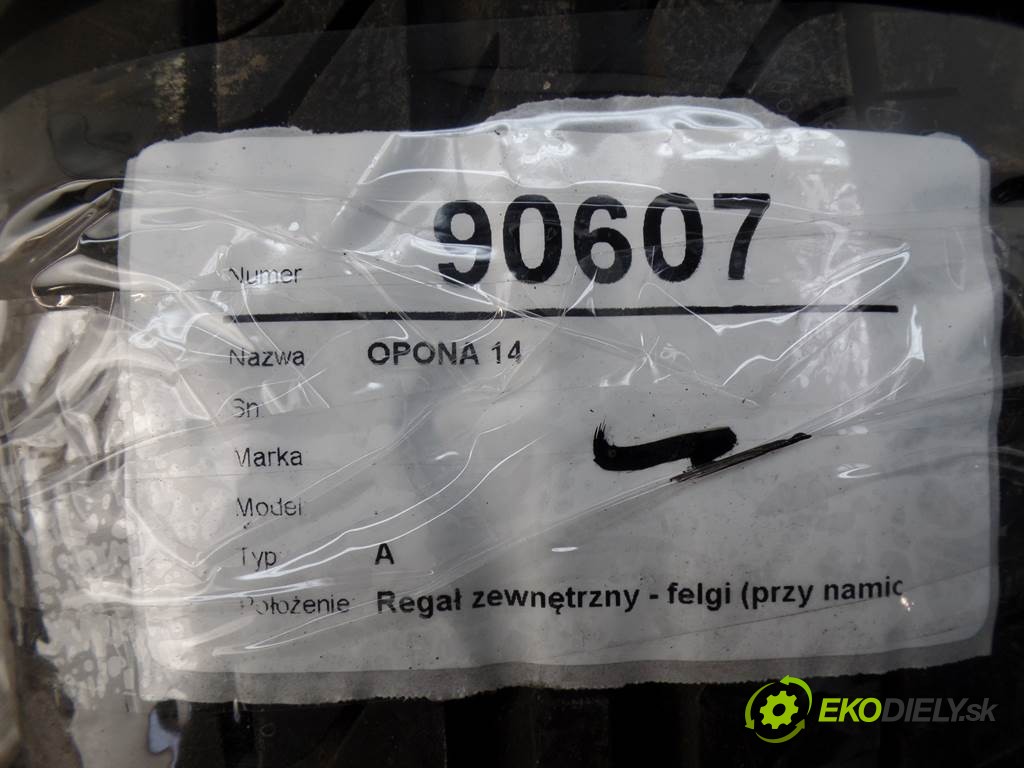 90607
Numer
Nazwa OPONA 14
Sn
Marka
Model
Typ A
Położenie Regał zewnętrzny - felgi (przy namic
EKODIELY.sk